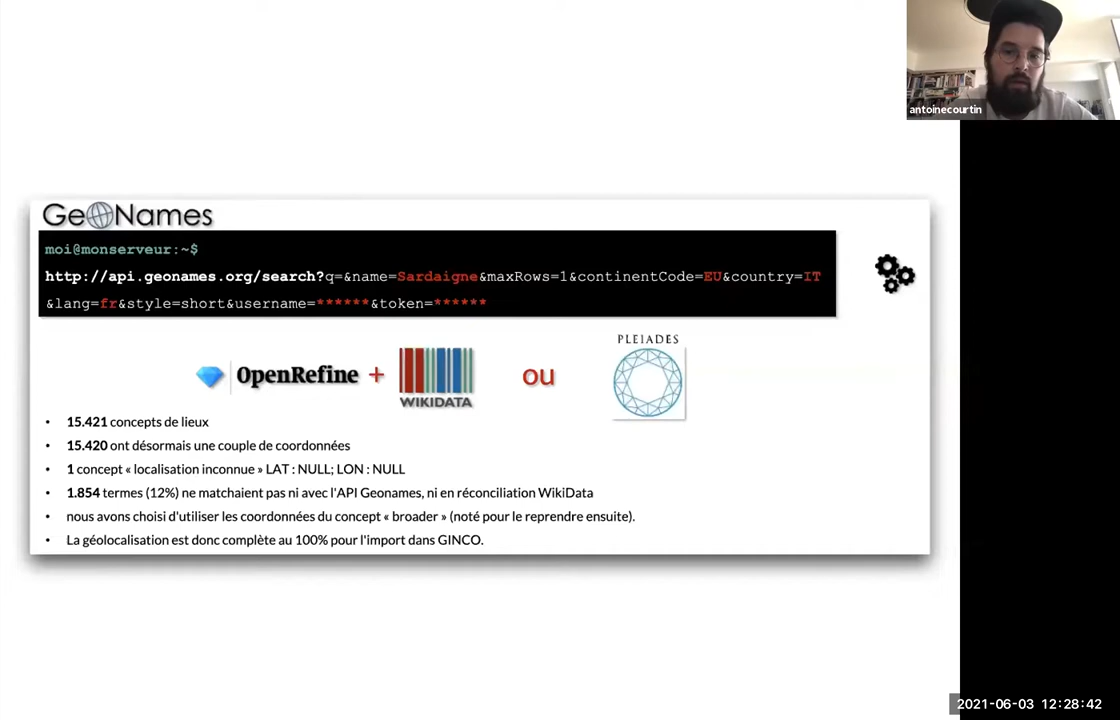 antoinecourtin
GeoNames
moi@monserveur:~$
http://api.geonames.org/search?q=&name=Sardaigne&maxRows=1&continentCode=EU&country=IT
&lang=fr&style=short&username=******&token=******
OpenRefine + WIKIDATA ou PLEIADES
• 15.421 concepts de lieux
• 15.420 ont désormais une couple de coordonnées
• 1 concept « localisation inconnue » LAT : NULL; LON : NULL
• 1.854 termes (12%) ne matchaient pas ni avec l'API Geonames, ni en réconciliation WikiData
• nous avons choisi d'utiliser les coordonnées du concept « broader » (noté pour le reprendre ensuite).
• La géolocalisation est donc complète au 100% pour l'import dans GINCO.
2021-06-03 12:28:42